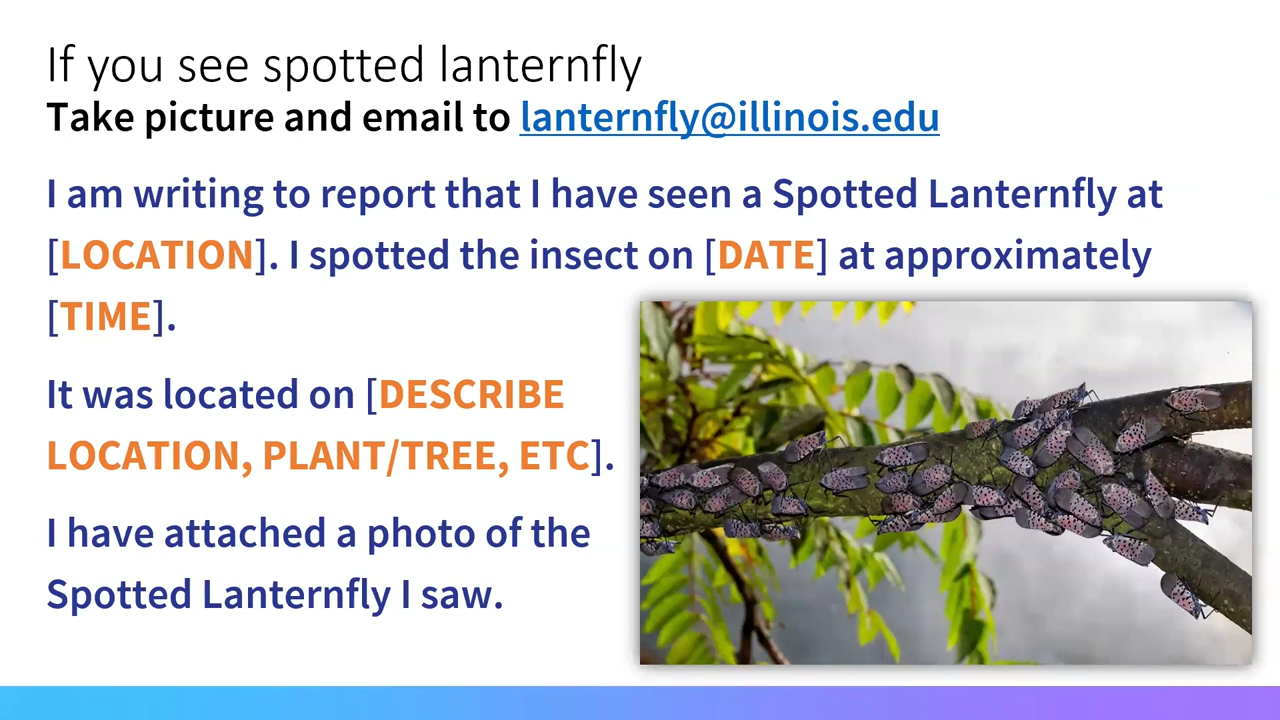 If you see spotted lanternfly
Take picture and email to lanternfly@illinois.edu
I am writing to report that I have seen a Spotted Lanternfly at
[LOCATION]. I spotted the insect on [DATE] at approximately
[TIME].
It was located on [DESCRIBE
LOCATION, PLANT/TREE, ETC].
I have attached a photo of the
Spotted Lanternfly I saw.